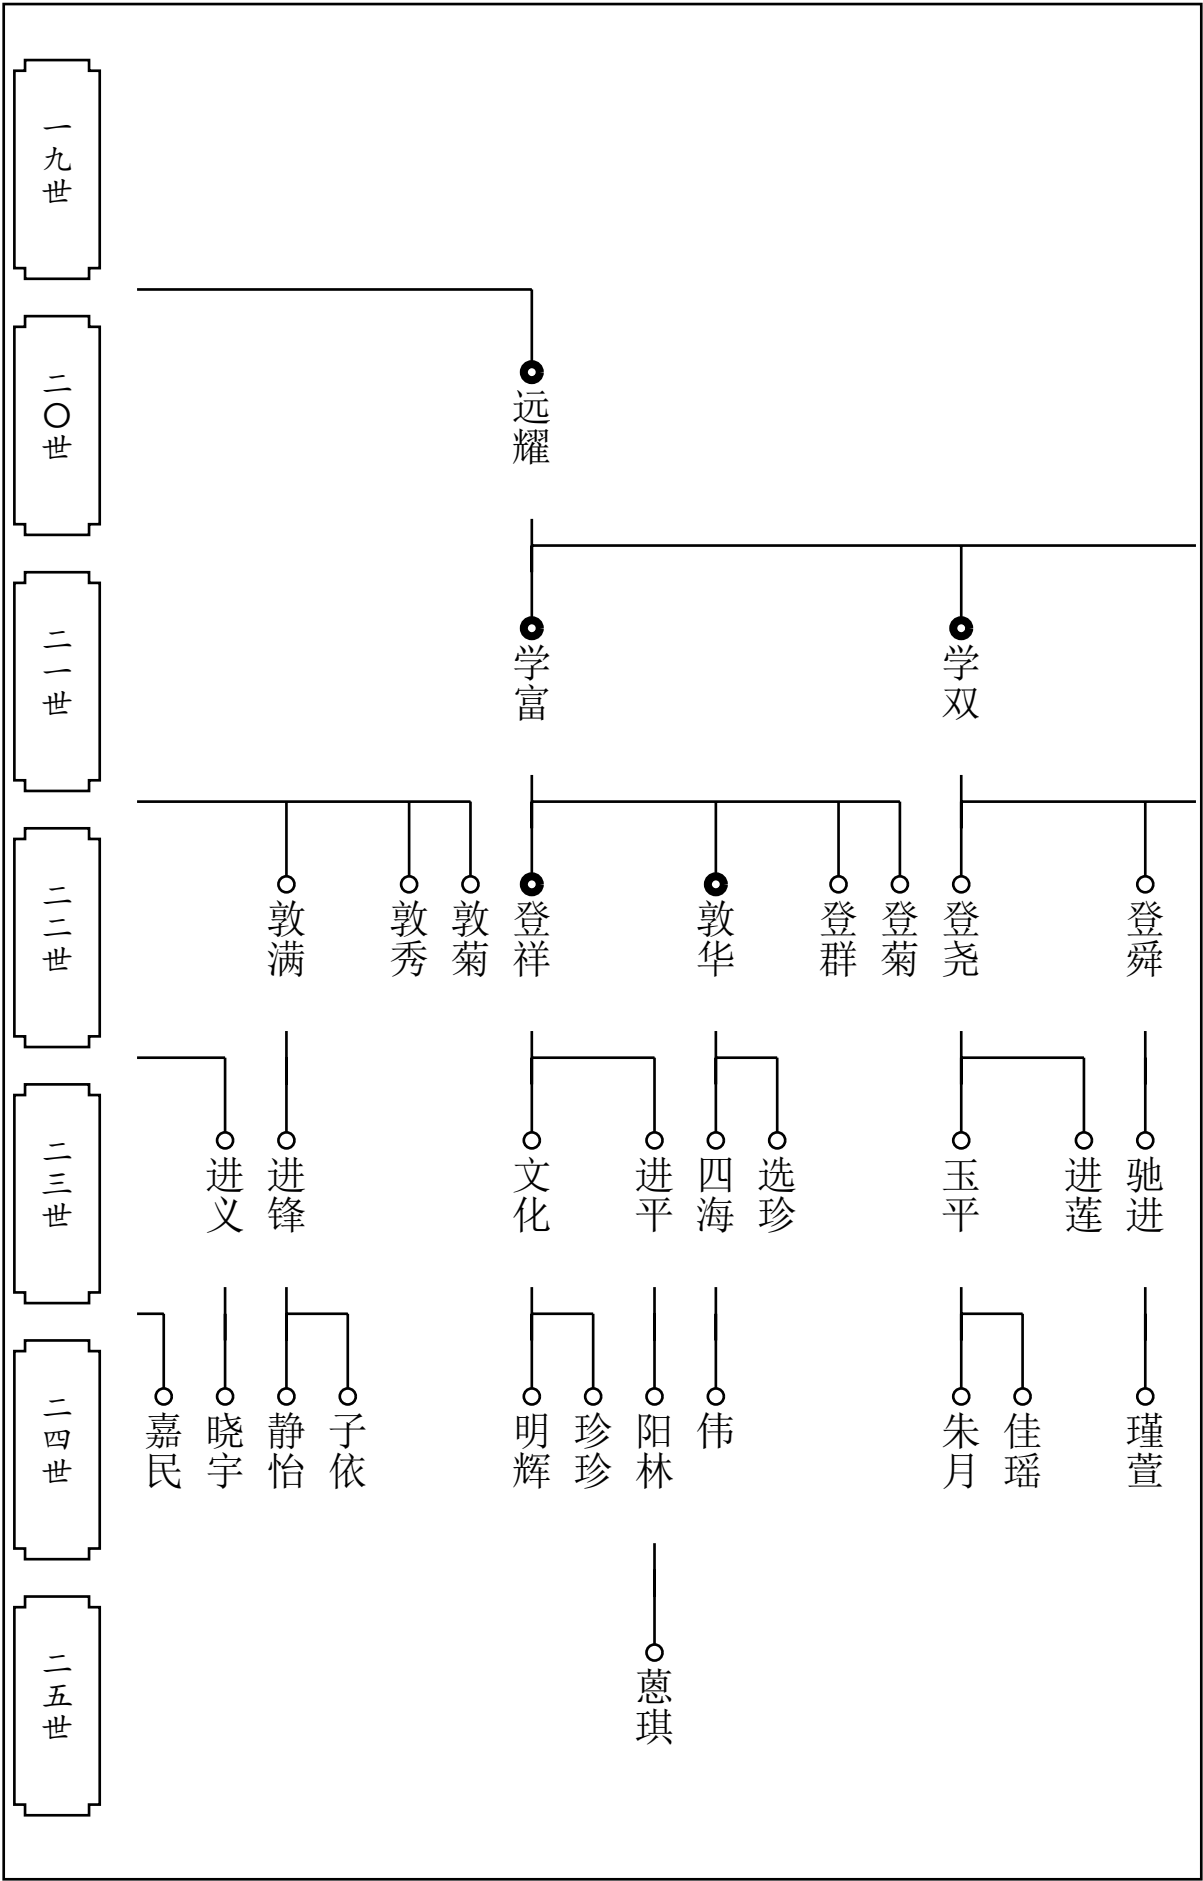 一九世
二〇世
远耀
二一世
学富
学双
二二世
敦满
敦秀
敦菊
登祥
敦华
登群
登菊
登尧
登舜
二三世
进义
进锋
文化
进平
四海
选珍
玉平
进莲
驰进
二四世
嘉民
晓宇
静怡
子依
明辉
珍珍
阳林
伟
朱月
佳瑶
瑾萱
二五世
蒽琪